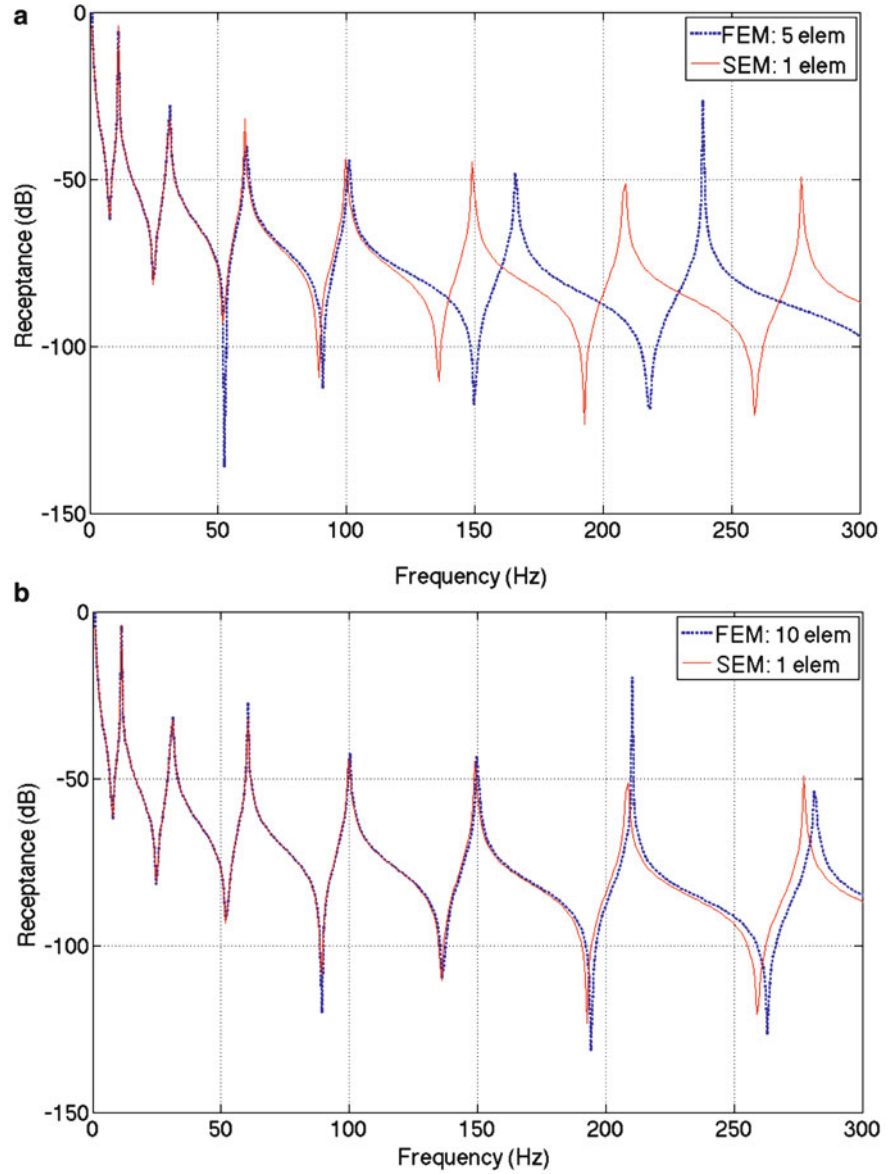 a
0
-50
-100
-150
Receptance (dB)
FEM: 5 elem
SEM: 1 elem
0 50 100 150 200 250 300
Frequency (Hz)
b
0
-50
-100
-150
Receptance (dB)
FEM: 10 elem
SEM: 1 elem
0 50 100 150 200 250 300
Frequency (Hz)